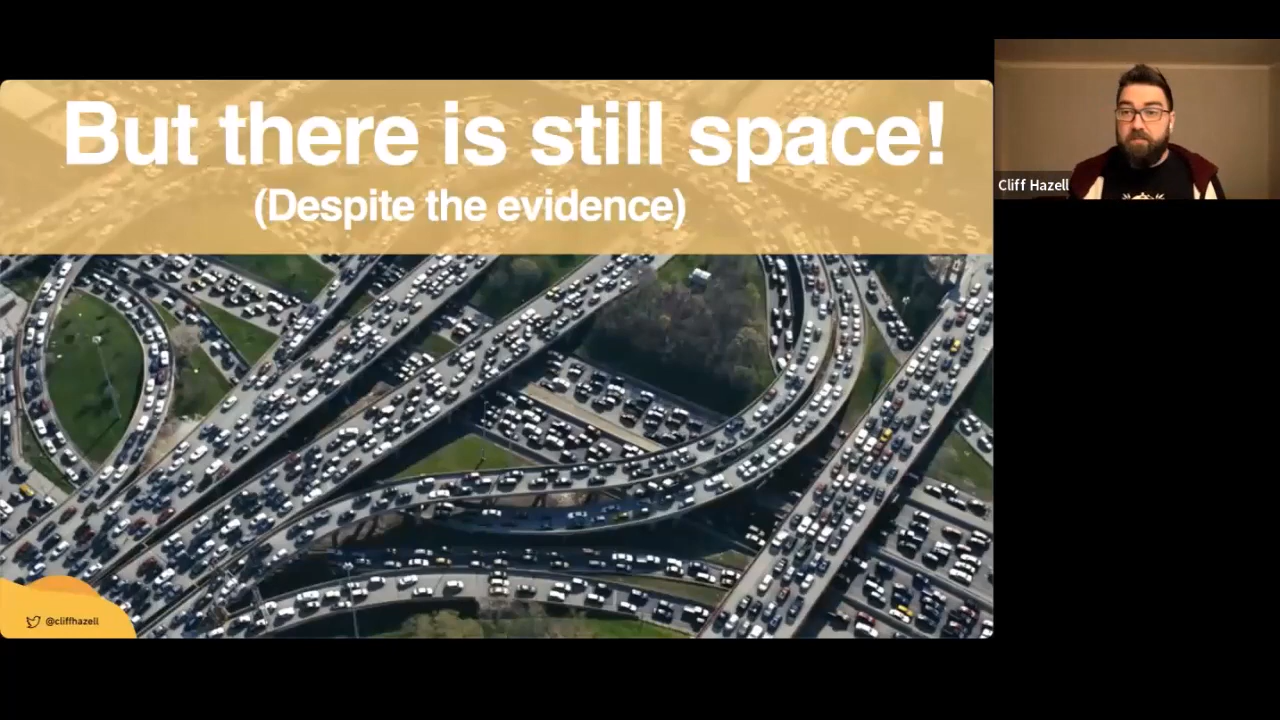 But there is still space!
(Despite the evidence)
Cliff Hazell
@cliffhazell